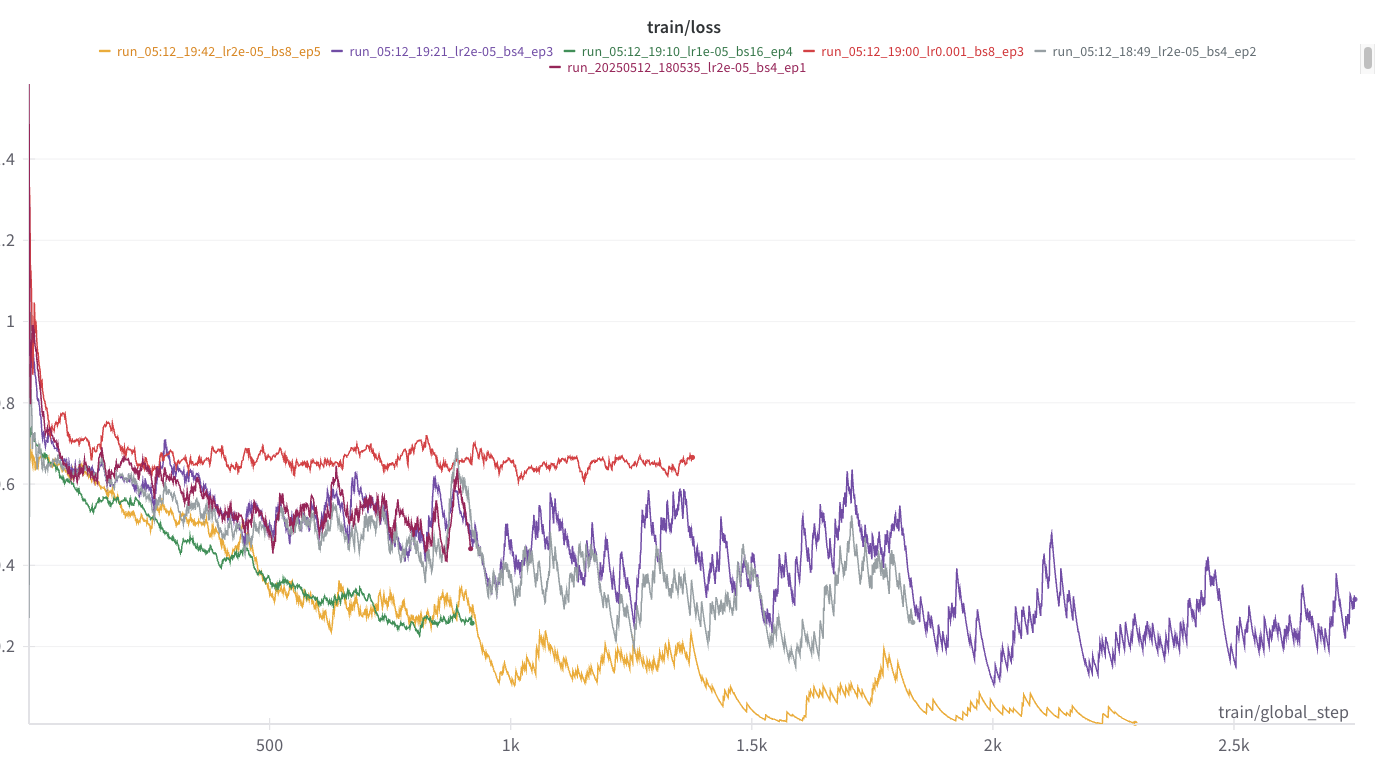 train/loss
run_05:12_19:42_lr2e-05_bs8_ep5 run_05:12_19:21_lr2e-05_bs4_ep3 run_05:12_19:10_lr1e-05_bs16_ep4 run_05:12_19:00_lr0.001_bs8_ep3 run_05:12_18:49_lr2e-05_bs4_ep2
run_20250512_180535_lr2e-05_bs4_ep1
.4
.2
1
.8
.6
.4
.2
train/global_step
500 1k 1.5k 2k 2.5k